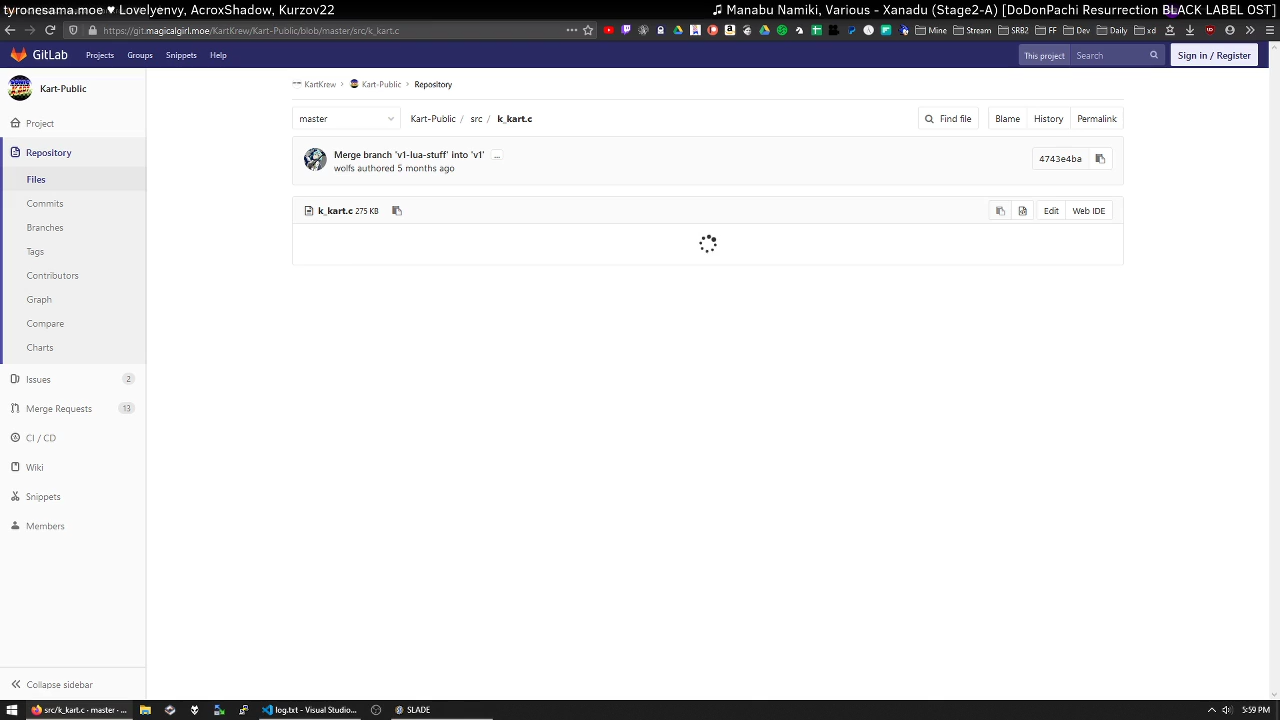 tyronesama.moe ♥ Lovelyenvy, AcroxShadow, Kurzov22
♫ Manabu Namiki, Various - Xanadu (Stage2-A) [DoDonPachi Resurrection BLACK LABEL OST]
https://git.magicalgirl.moe/KartKrew/Kart-Public/blob/master/src/k_kart.c
Mine
Stream
SRB2
FF
Dev
Daily
xd
GitLab
Projects
Groups
Snippets
Help
This project
Search
Sign in / Register
Kart-Public
Project
Repository
Files
Commits
Branches
Tags
Contributors
Graph
Compare
Charts
Issues
2
Merge Requests
13
CI / CD
Wiki
Snippets
Members
Collapse sidebar
KartKrew > Kart-Public > Repository
master
Kart-Public / src / k_kart.c
Find file
Blame
History
Permalink
Merge branch 'v1-lua-stuff' into 'v1' ...
wolfs authored 5 months ago
4743e4ba
k_kart.c 275 KB
Edit
Web IDE
src/k_kart.c · master · ...
log.txt - Visual Studio...
SLADE
5:59 PM